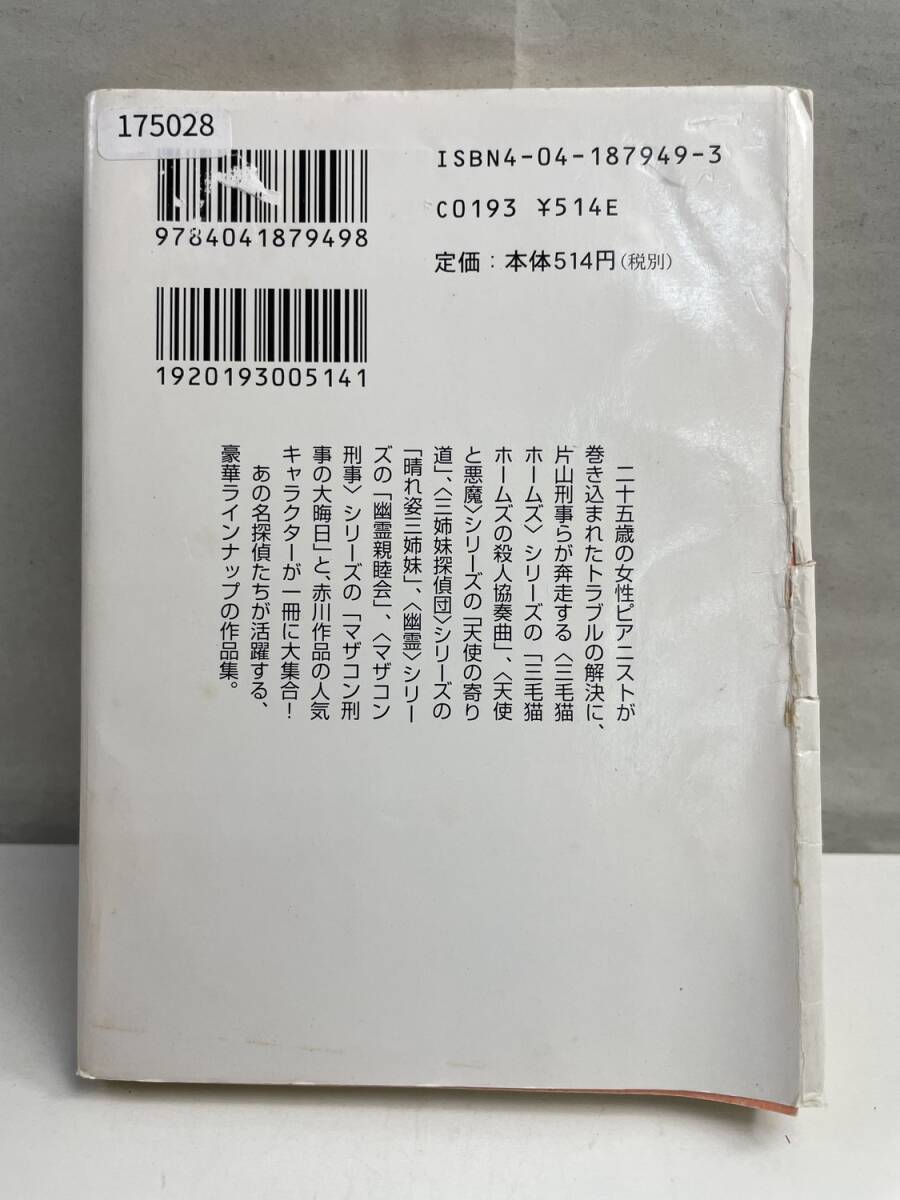 175028
ISBN4-04-187949-3
C0193 ¥514E
定価：本体514円（税別）
9784041879498
1920193005141
二十五歳の女性ピアニストが
巻き込まれたトラブルの解決に、
片山刑事らが奔走する〈三毛猫
ホームズ〉シリーズの「三毛猫
ホームズの殺人協奏曲」、〈天使
と悪魔〉シリーズの「天使の寄り
道」、〈三姉妹探偵団〉シリーズの
「晴れ姿三姉妹」、〈幽霊〉シリー
ズの「幽霊親睦会」、〈マザコン
刑事〉シリーズの「マザコン刑
事の大晦日」と、赤川作品の人気
キャラクターが一冊に大集合！
あの名探偵たちが活躍する、
豪華ラインナップの作品集。